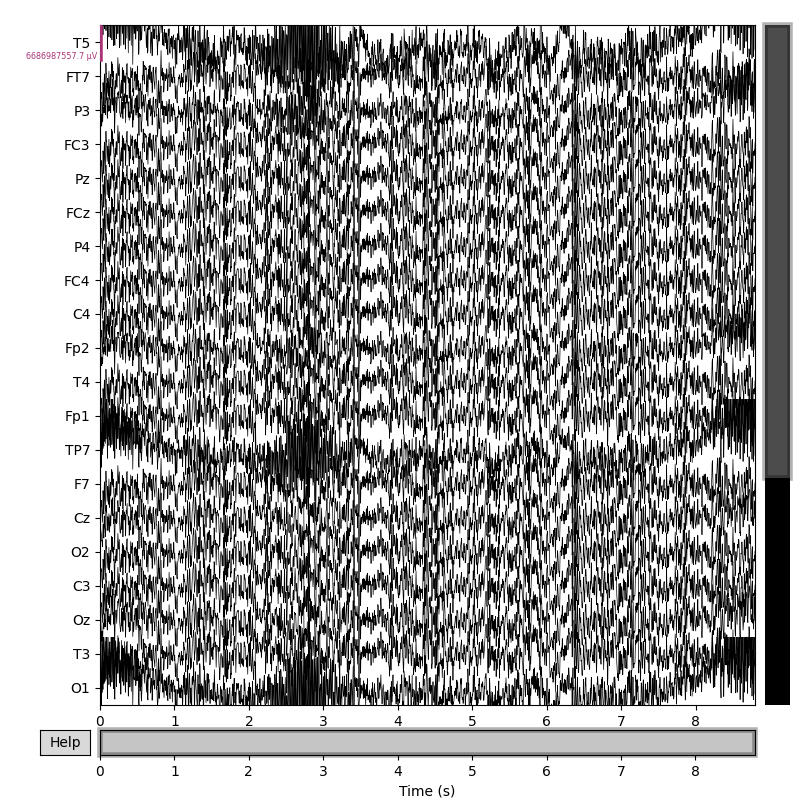 T5
6686987557.7 µV
FT7
P3
FC3
Pz
FCz
P4
FC4
C4
Fp2
T4
Fp1
TP7
F7
Cz
O2
C3
Oz
T3
O1
0 1 2 3 4 5 6 7 8
Help
0 1 2 3 4 5 6 7 8
Time (s)